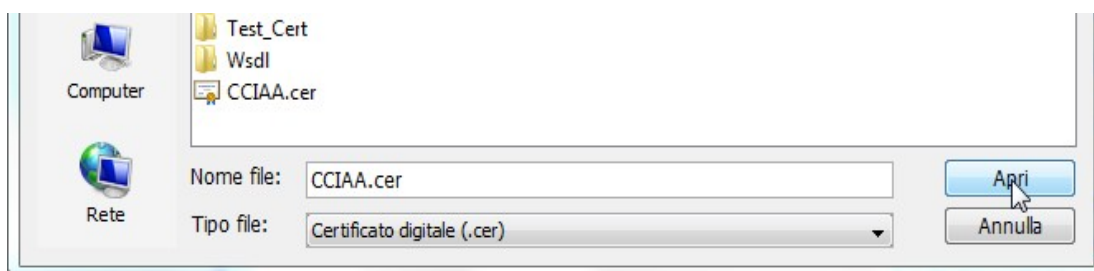 Test_Cert
Wsdl
Computer
CCIAA.cer
Nome file:
CCIAA.cer
Apri
Rete
Tipo file:
Certificato digitale (.cer)
Annulla